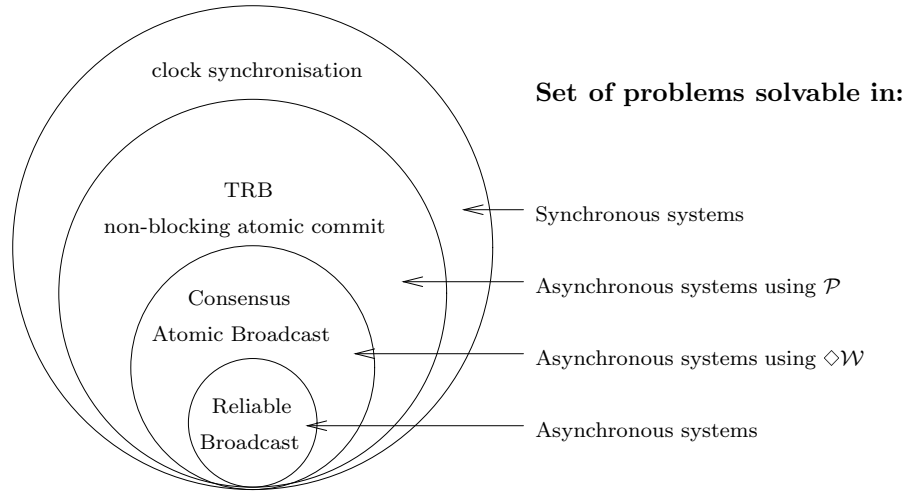 clock synchronisation
Set of problems solvable in:
TRB
non-blocking atomic commit
Synchronous systems
Asynchronous systems using 𝒫
Consensus
Atomic Broadcast
Asynchronous systems using ◇𝒲
Reliable
Broadcast
Asynchronous systems